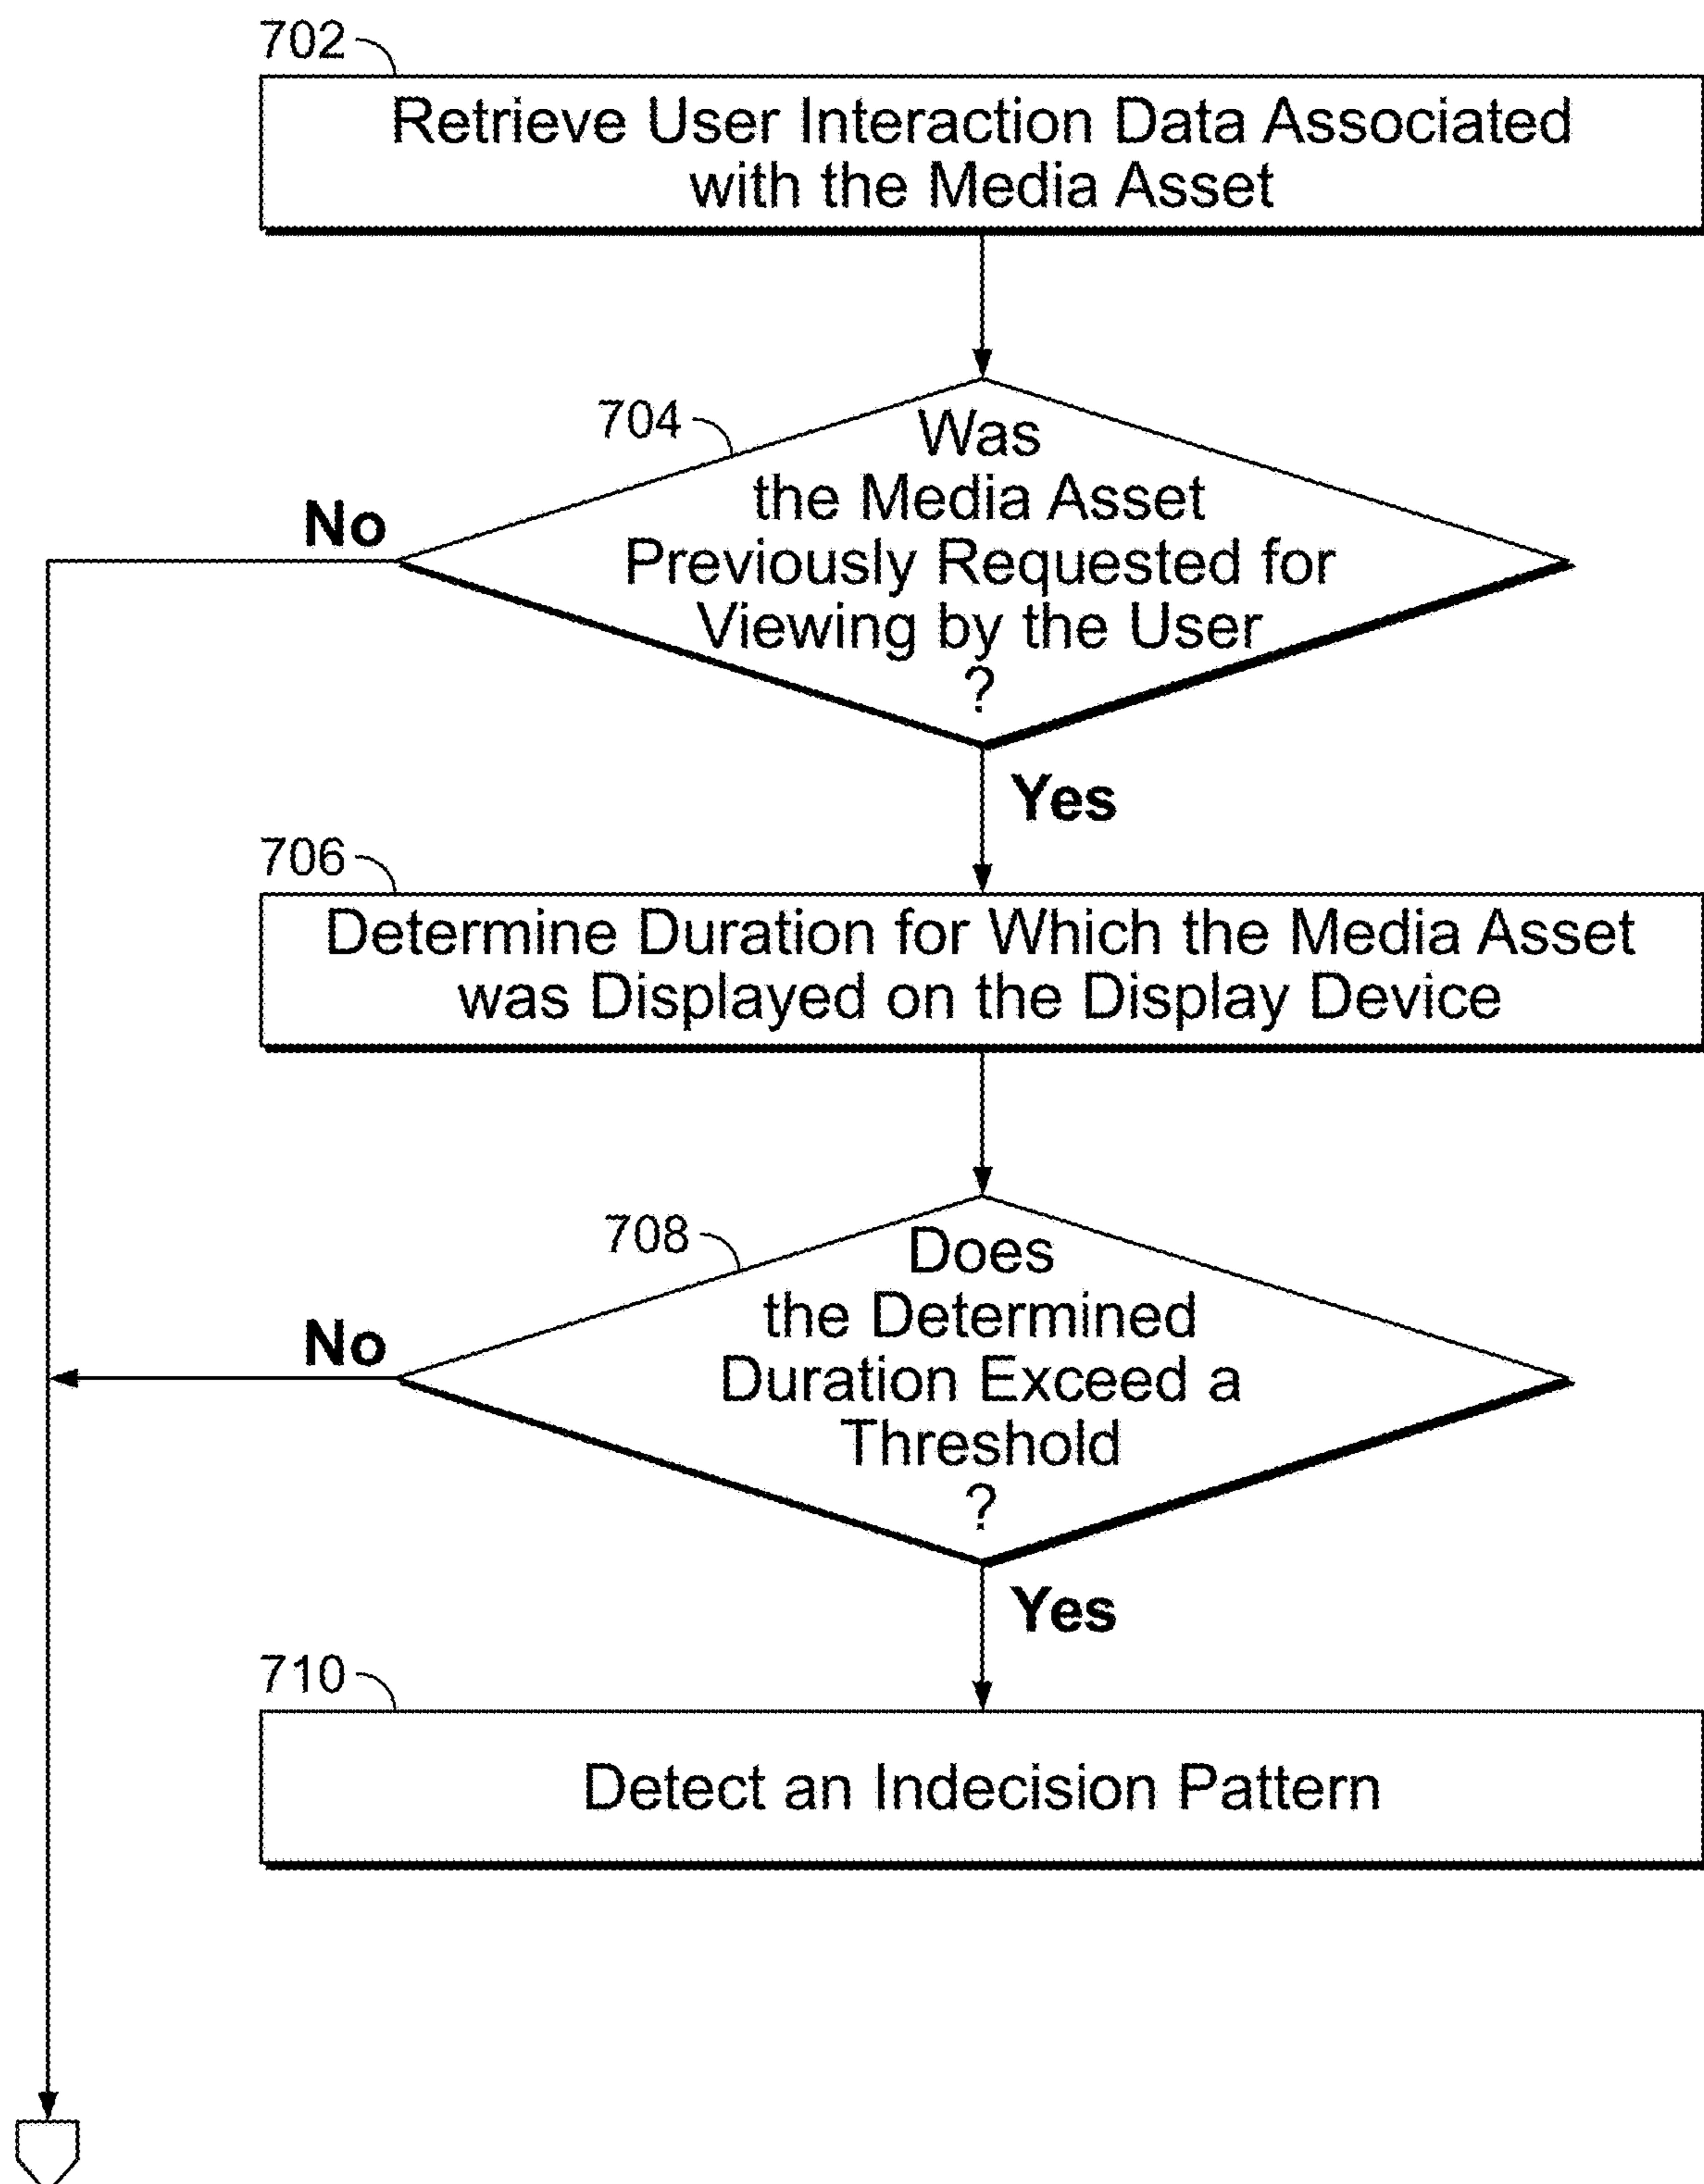 702
Retrieve User Interaction Data Associated
with the Media Asset
704
Was
the Media Asset
Previously Requested for
Viewing by the User
?
No
Yes
706
Determine Duration for Which the Media Asset
was Displayed on the Display Device
708
Does
the Determined
Duration Exceed a
Threshold
?
No
Yes
710
Detect an Indecision Pattern